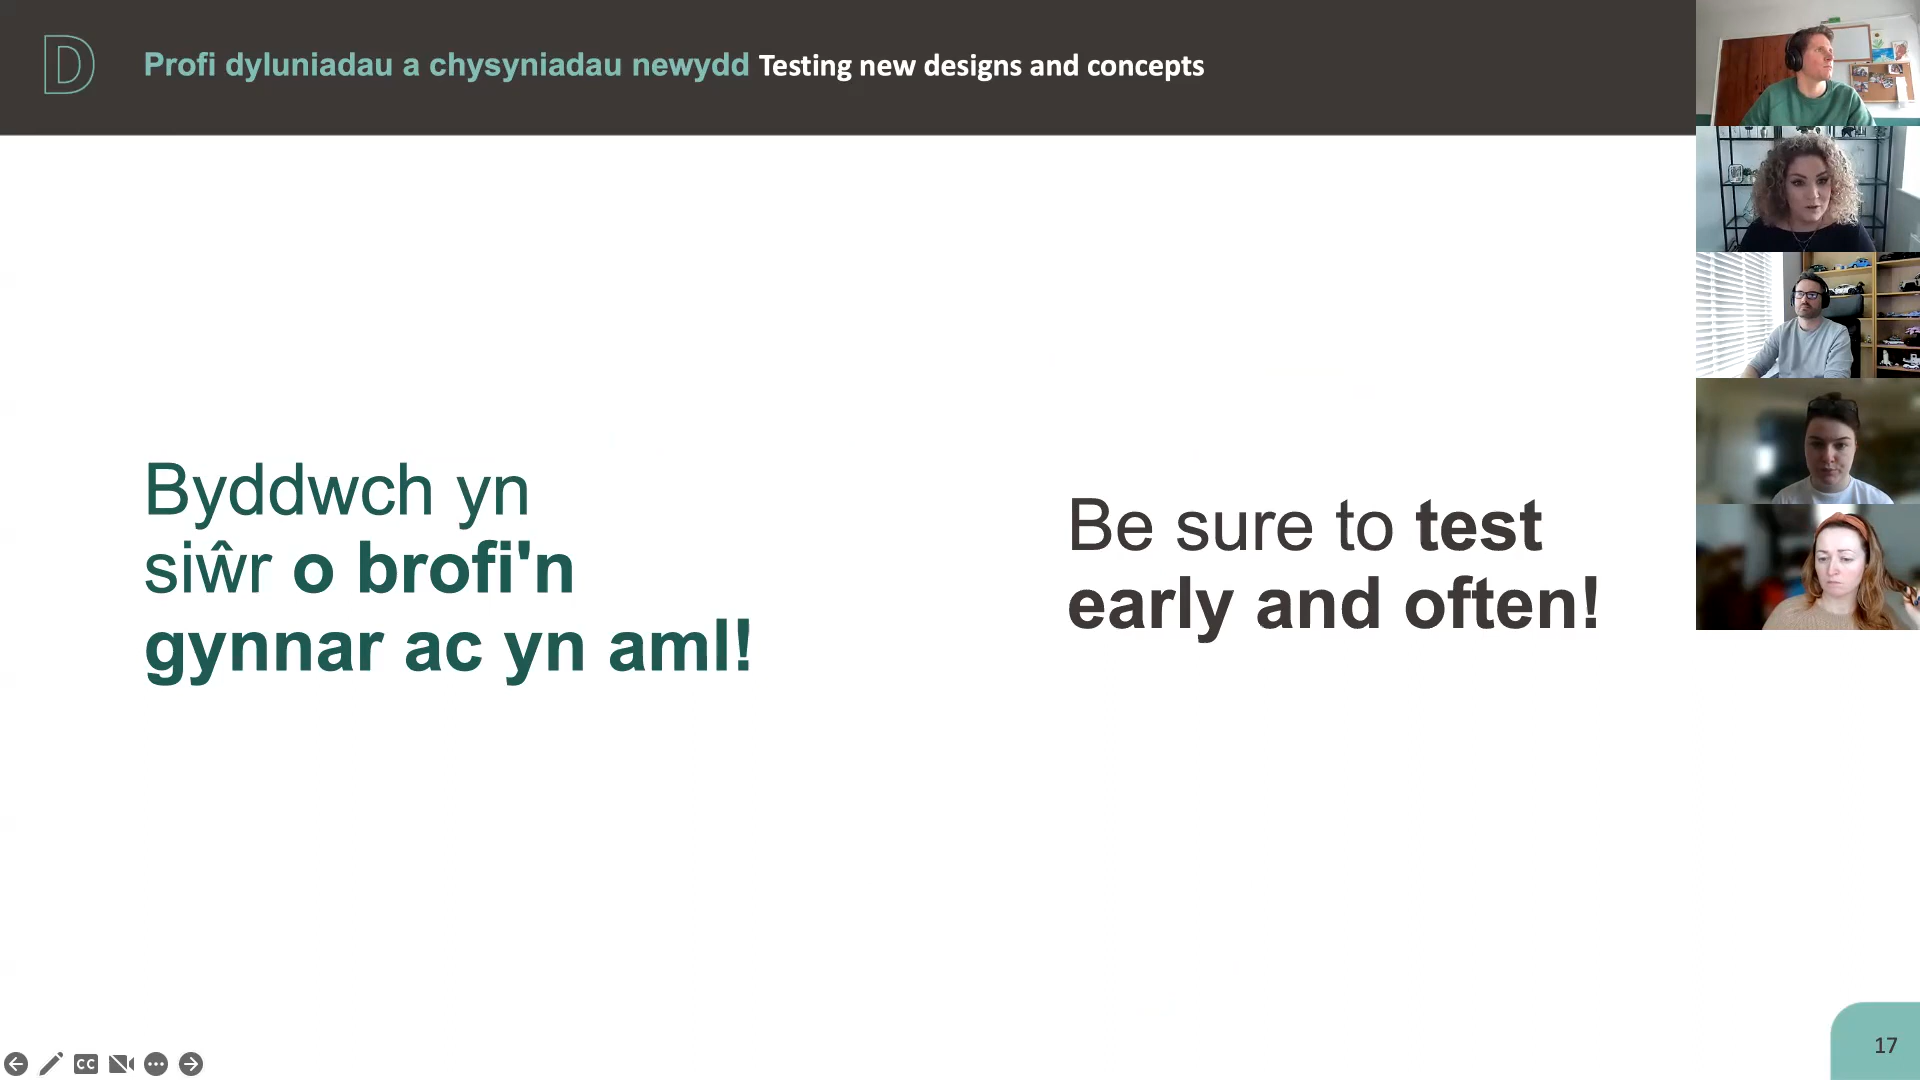 D
Profi dyluniadau a chysyniadau newydd Testing new designs and concepts
Byddwch yn
siŵr o brofi'n
gynnar ac yn aml!
Be sure to test
early and often!
CC
17